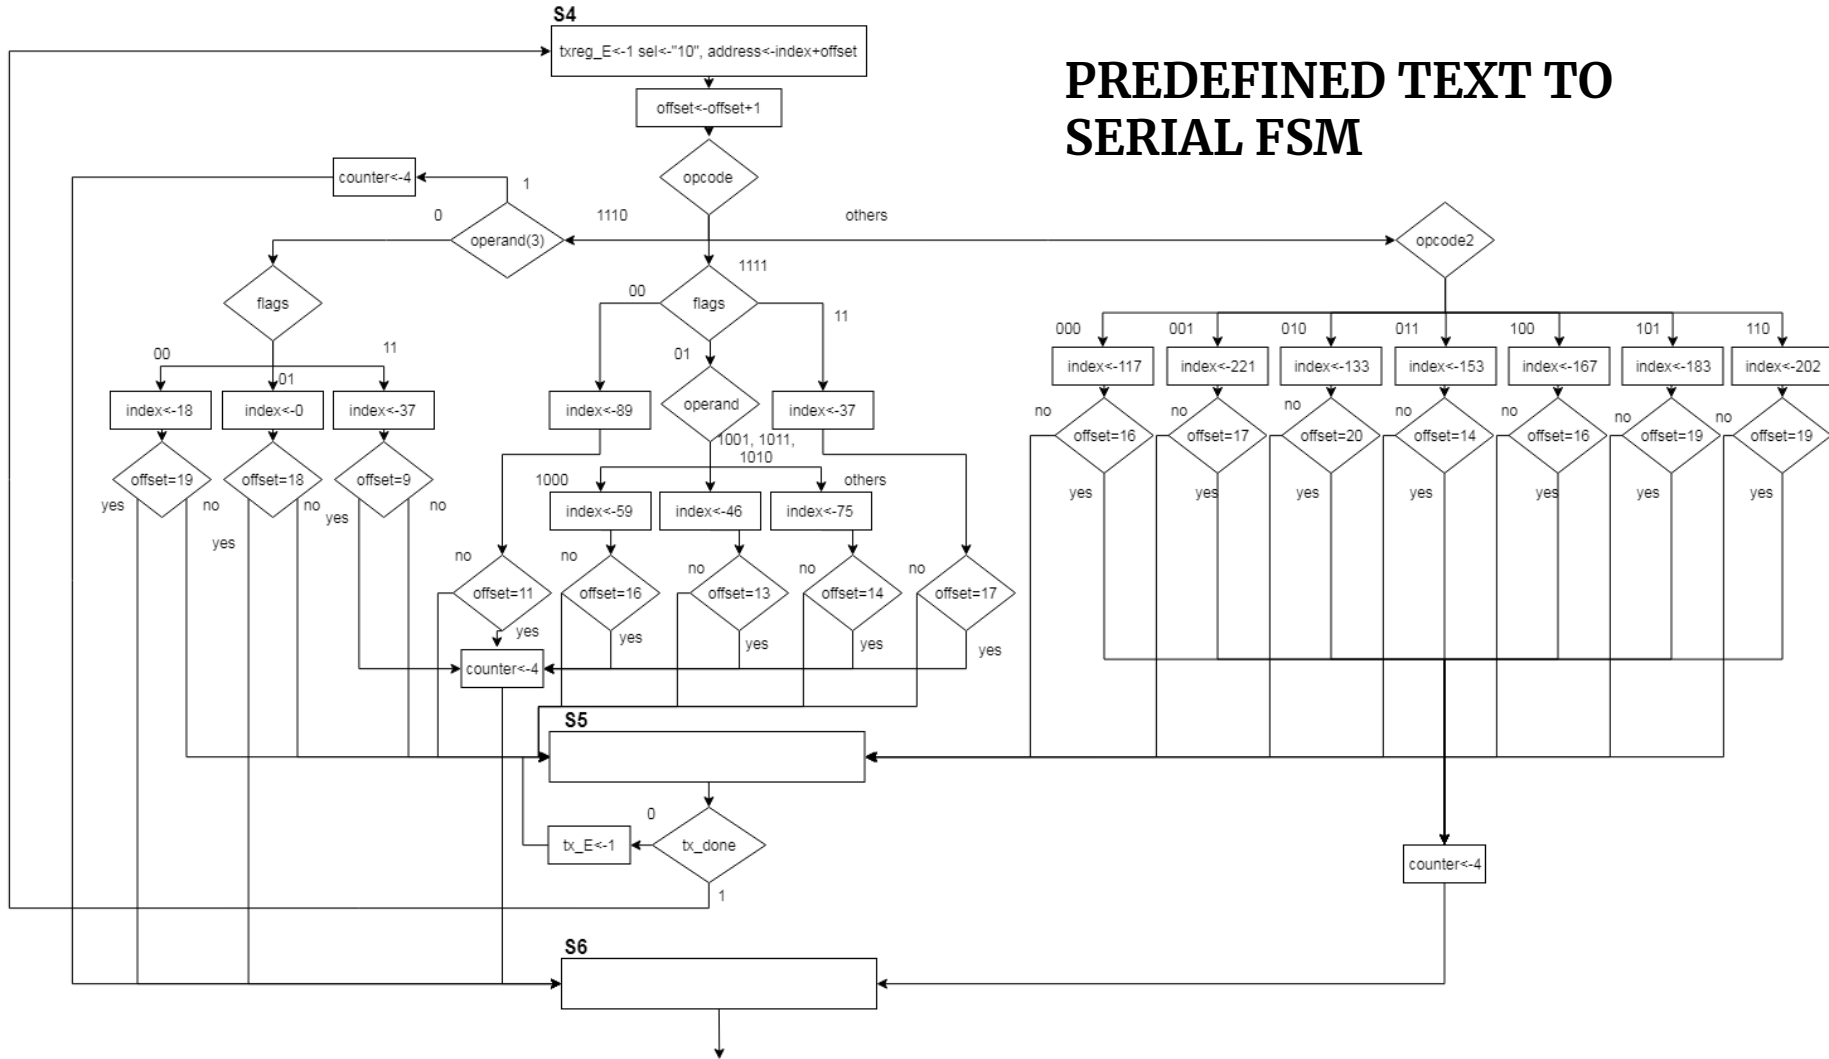 S4
txreg_E<-1 sel<-"10", address<-index+offset
PREDEFINED TEXT TO
SERIAL FSM
offset<-offset+1
opcode
counter<-4
1
0
operand(3)
1110
others
opcode2
1111
flags
00
flags
11
01
00
11
01
index<-18
index<-0
index<-37
index<-89
operand
index<-37
000
001
010
011
100
101
110
index<-117
index<-221
index<-133
index<-153
index<-167
index<-183
index<-202
no
no
no
no
no
no
no
offset=16
offset=17
offset=20
offset=14
offset=16
offset=19
offset=19
yes
yes
yes
yes
yes
yes
yes
1001, 1011,
1010
1000
others
offset=19
offset=18
offset=9
yes
no
yes
no
yes
no
index<-59
index<-46
index<-75
no
no
no
no
no
offset=11
offset=16
offset=13
offset=14
offset=17
yes
yes
yes
yes
yes
counter<-4
S5
0
tx_E<-1
tx_done
1
counter<-4
S6